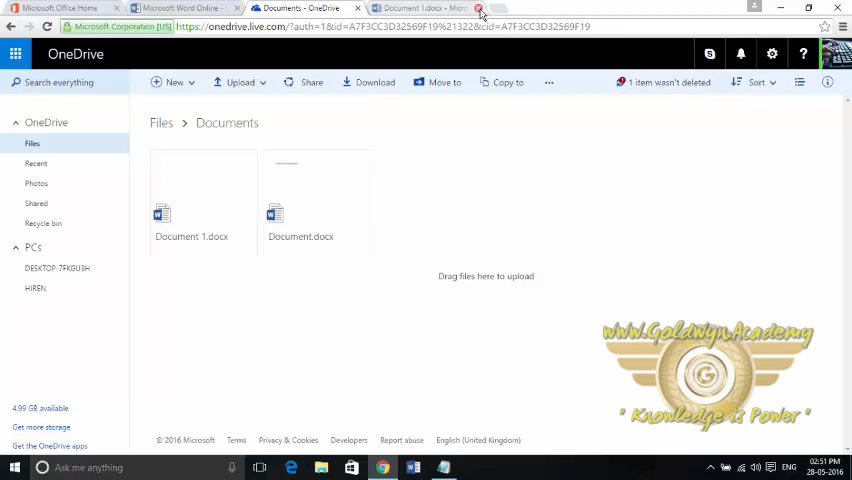 Microsoft Office Home
Microsoft Word Online -
Documents - OneDrive
Document 1.docx - Micro
Microsoft Corporation [US]
https://onedrive.live.com/?auth=1&id=A7F3CC3D32569F19%21322&cid=A7F3CC3D32569F19
OneDrive
Search everything
New
Upload
Share
Download
Move to
Copy to
1 item wasn't deleted
Sort
OneDrive
Files
Recent
Photos
Shared
Recycle bin
PCs
DESKTOP-7FKGU3H
HIREN
Files > Documents
Document 1.docx
Document.docx
Drag files here to upload
www.GoldwynAcademy
G
" Knowledge is Power "
4.99 GB available
Get more storage
Get the OneDrive apps
© 2016 Microsoft
Terms
Privacy & Cookies
Developers
Report abuse
English (United Kingdom)
Ask me anything
ENG
02:51 PM
28-05-2016